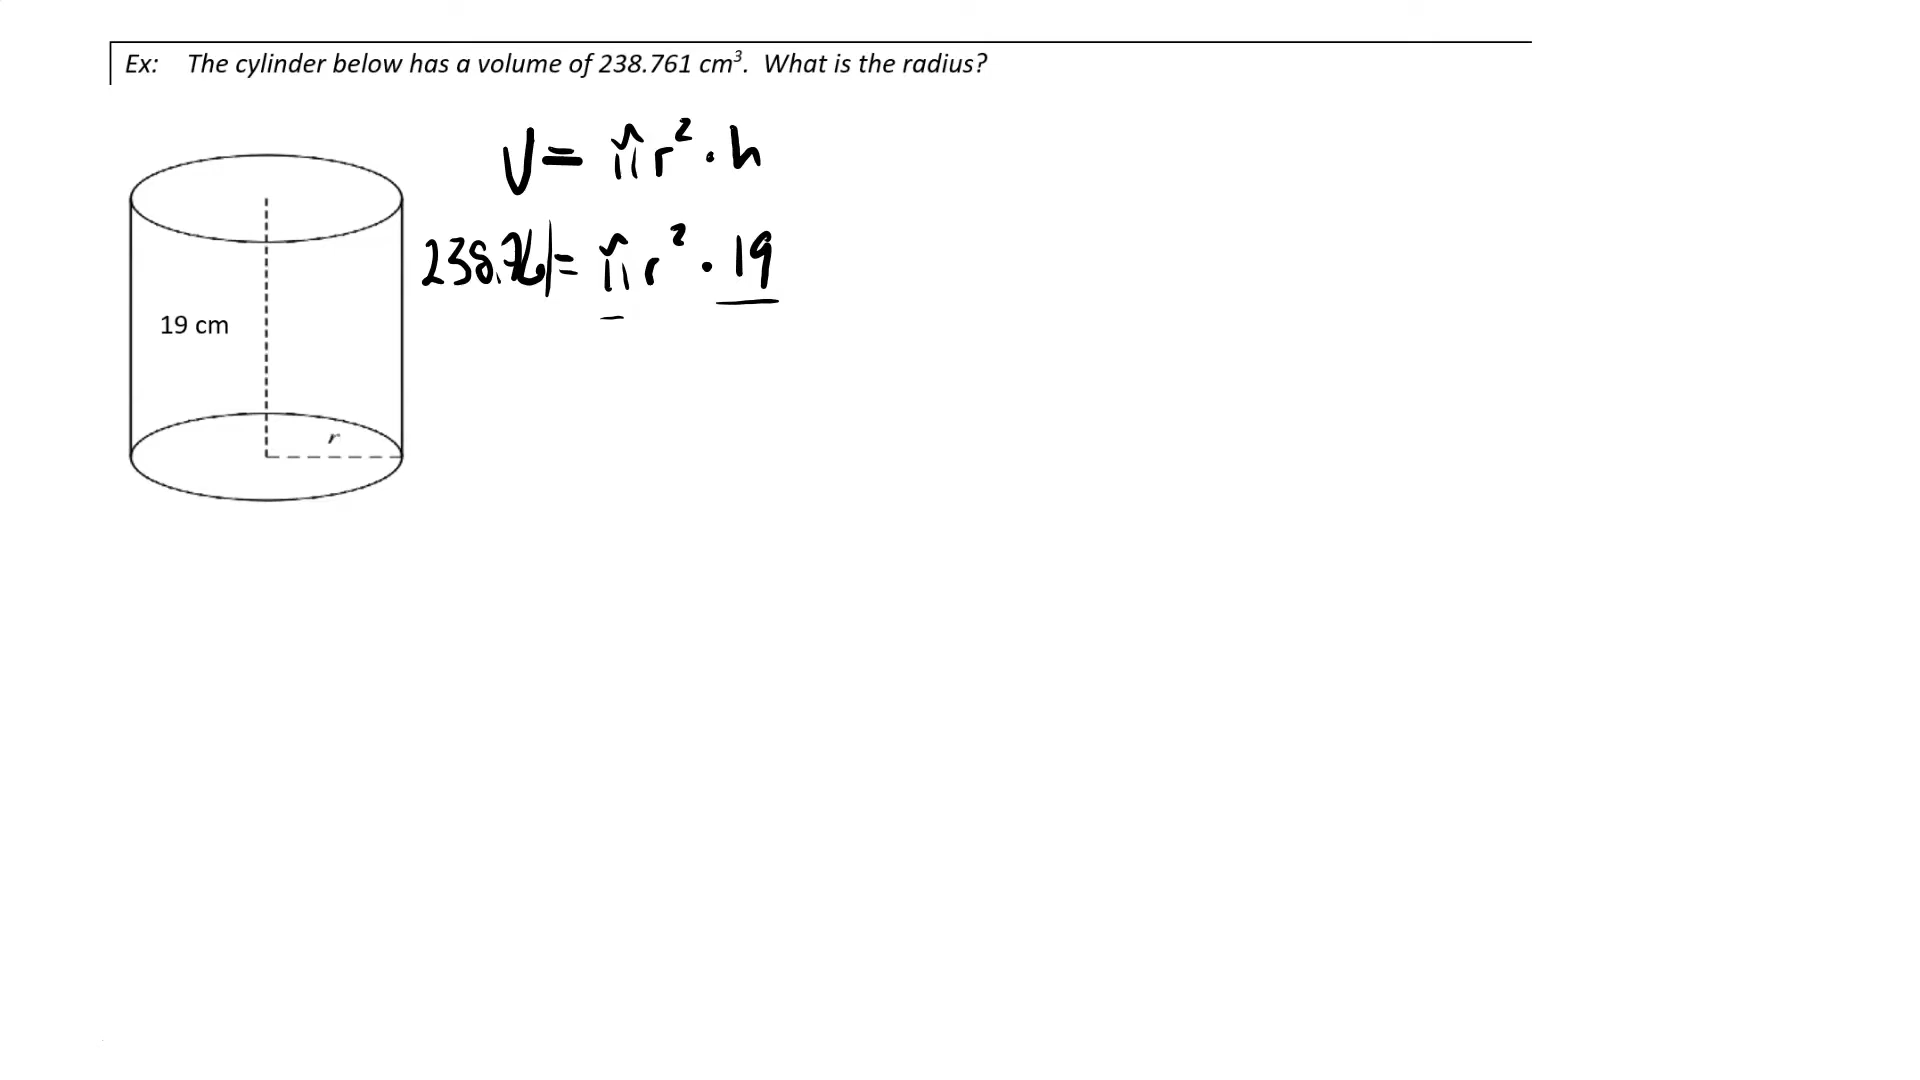 Ex: The cylinder below has a volume of 238.761 cm³. What is the radius?
V = πr² · h
238.761 = πr² · 19
19 cm
r